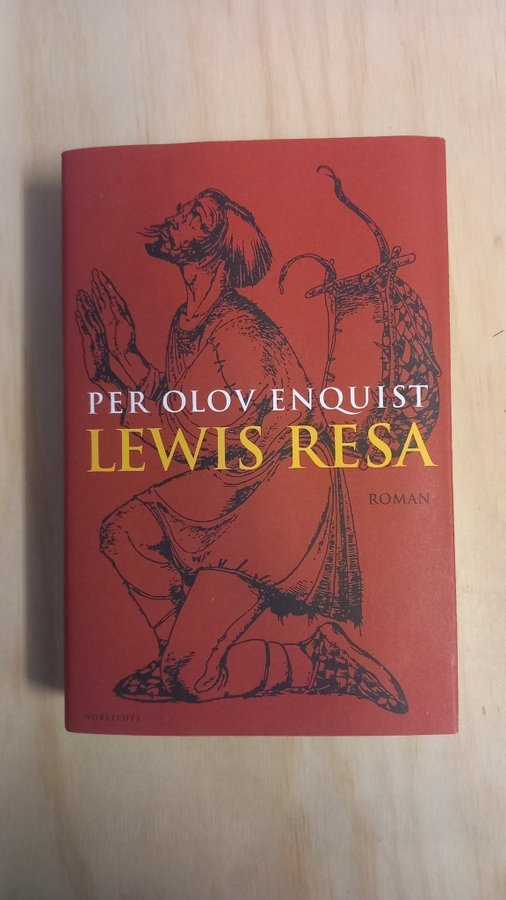 PER OLOV ENQUIST
LEWIS RESA
ROMAN
NORSTEDTS